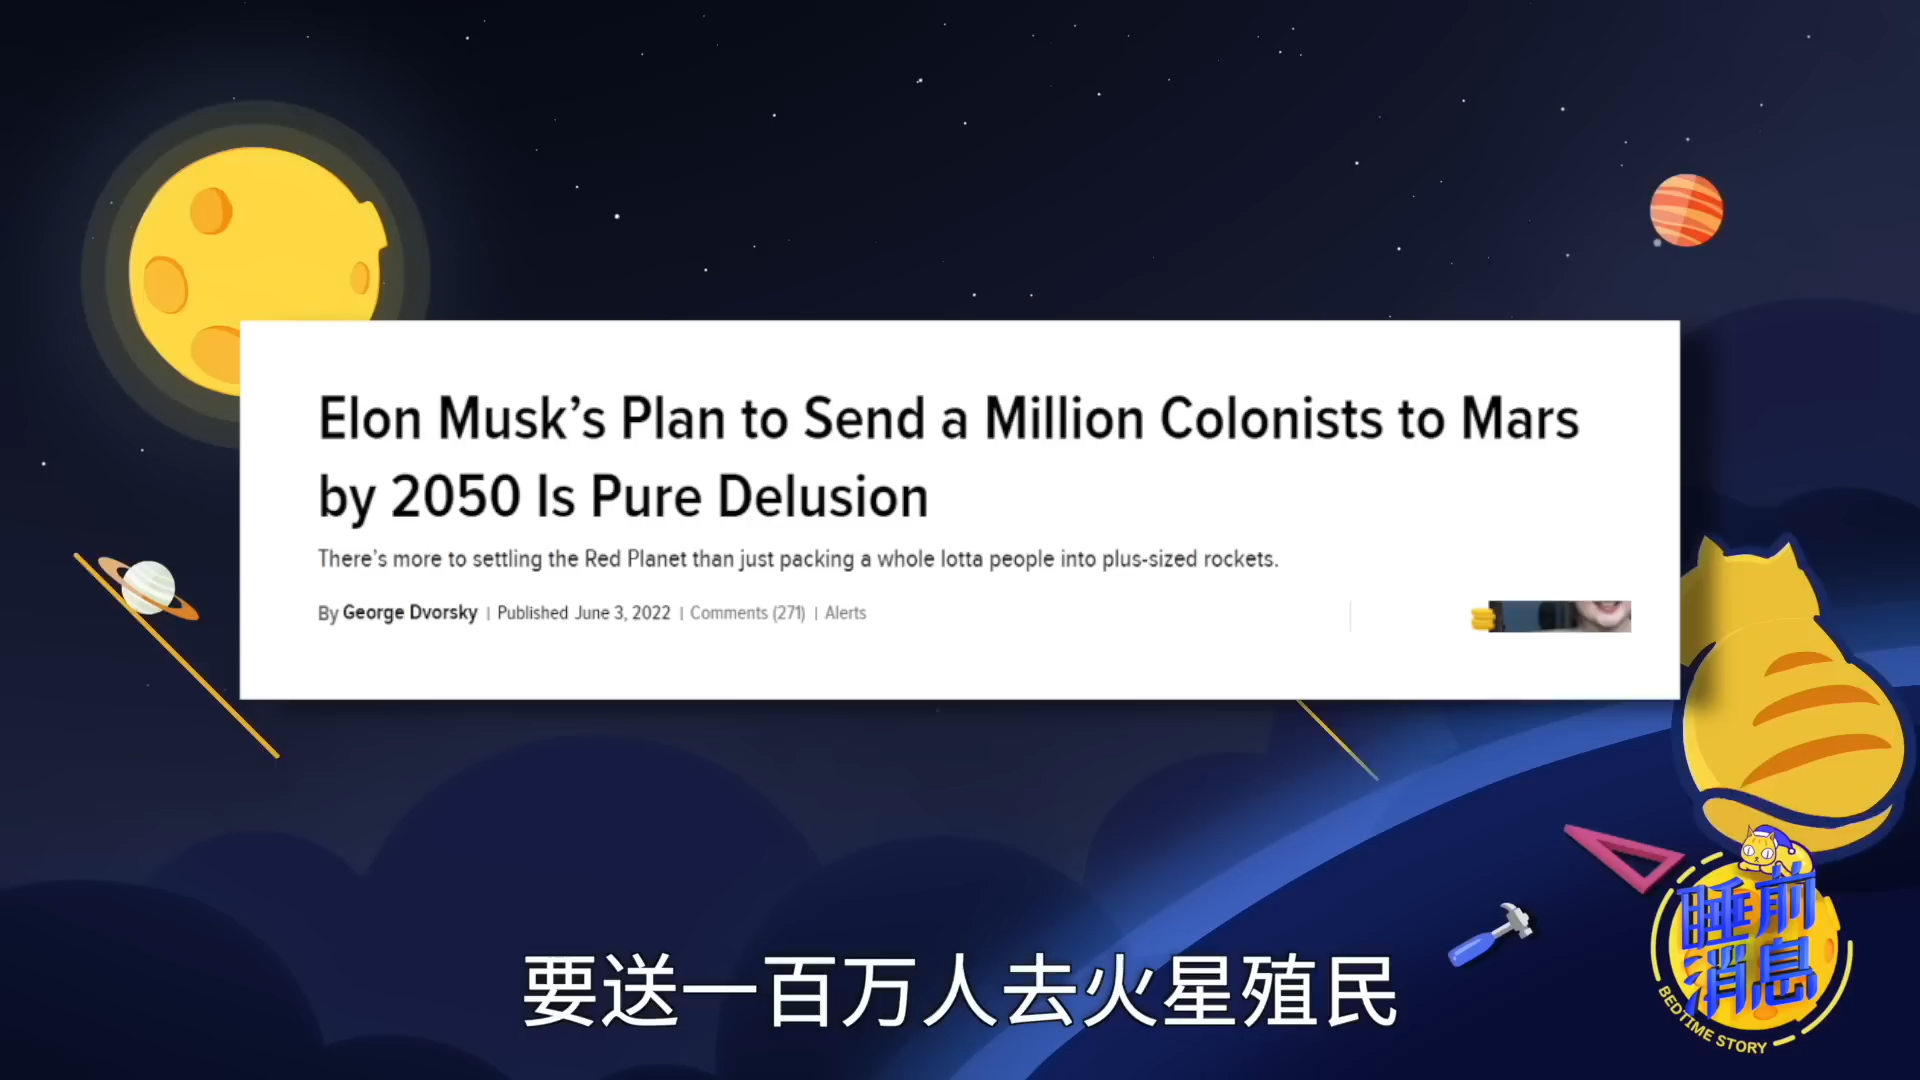 Elon Musk’s Plan to Send a Million Colonists to Mars
by 2050 Is Pure Delusion
There’s more to settling the Red Planet than just packing a whole lotta people into plus-sized rockets.
By George Dvorsky | Published June 3, 2022 | Comments (271) | Alerts
睡前
消息
BEDTIME STORY
要送一百万人去火星殖民